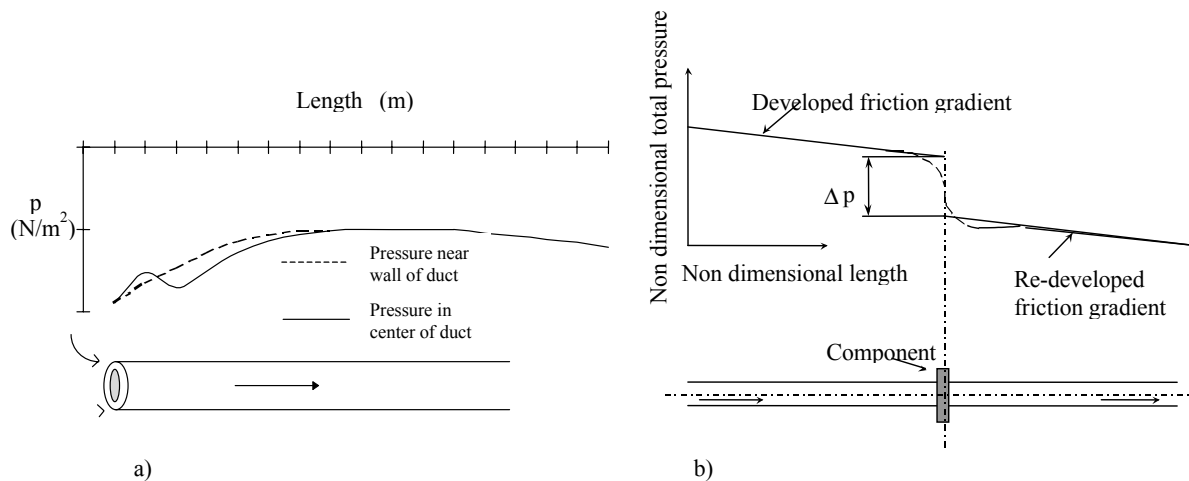 Length (m)
p
(N/m²)
Pressure near
wall of duct
Pressure in
center of duct
a)
Non dimensional total pressure
Developed friction gradient
Δp
Non dimensional length
Re-developed
friction gradient
Component
b)